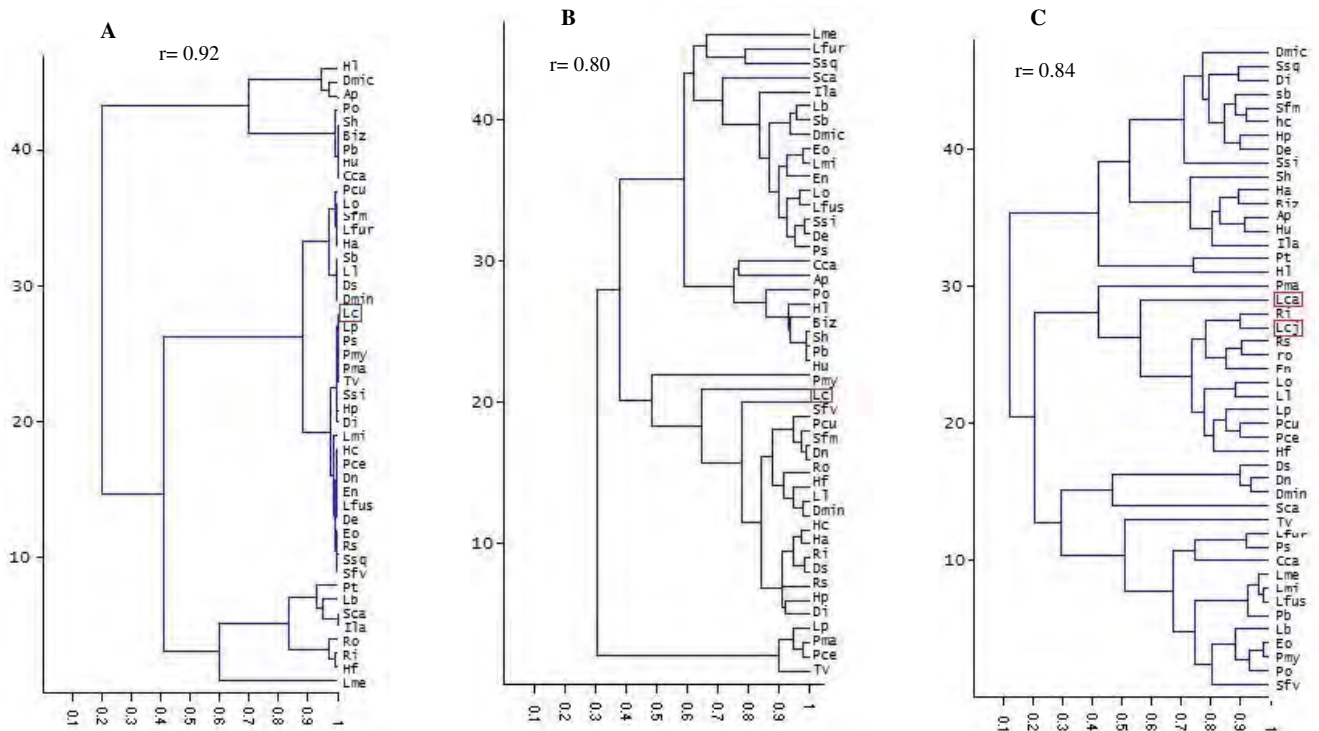 A
r= 0.92
40
30
20
10
Hl
Dmic
Ap
Po
Sh
Biz
Pb
Hu
Cca
Pcu
Lo
Sfm
Lfur
Ha
Sb
Ll
Ds
Dmin
Lc
Lp
Ps
Pmy
Pma
Tv
Ssi
Hp
Di
Lmi
Hc
Pce
Dn
En
Lfus
De
Eo
Rs
Ssq
Sfv
Pt
Lb
Sca
Ila
Ro
Ri
Hf
Lme
0.1
0.2
0.3
0.4
0.5
0.6
0.7
0.8
0.9
1
B
r= 0.80
40
30
20
10
Lme
Lfur
Ssq
Sca
Ila
Lb
Sb
Dmic
Eo
Lmi
En
Lo
Lfus
Ssi
De
Ps
Cca
Ap
Po
Hl
Biz
Sh
Pb
Hu
Pmy
Lc
Sfv
Pcu
Sfm
Dn
Ro
Hf
Ll
Dmin
Hc
Ha
Ri
Ds
Rs
Hp
Di
Lp
Pma
Pce
Tv
0.1
0.2
0.3
0.4
0.5
0.6
0.7
0.8
0.9
1
C
r= 0.84
40
30
20
10
Dmic
Ssq
Di
sb
Sfm
hc
Hp
De
Ssi
Sh
Ha
Biz
Ap
Hu
Ila
Pt
Hl
Pma
Lca
Ri
Lcj
Rs
ro
En
Lo
Ll
Lp
Pcu
Pce
Hf
Ds
Dn
Dmin
Sca
Tv
Lfur
Ps
Cca
Lme
Lmi
Lfus
Pb
Lb
Eo
Pmy
Po
Sfv
0.1
0.2
0.3
0.4
0.5
0.6
0.7
0.8
0.9
1